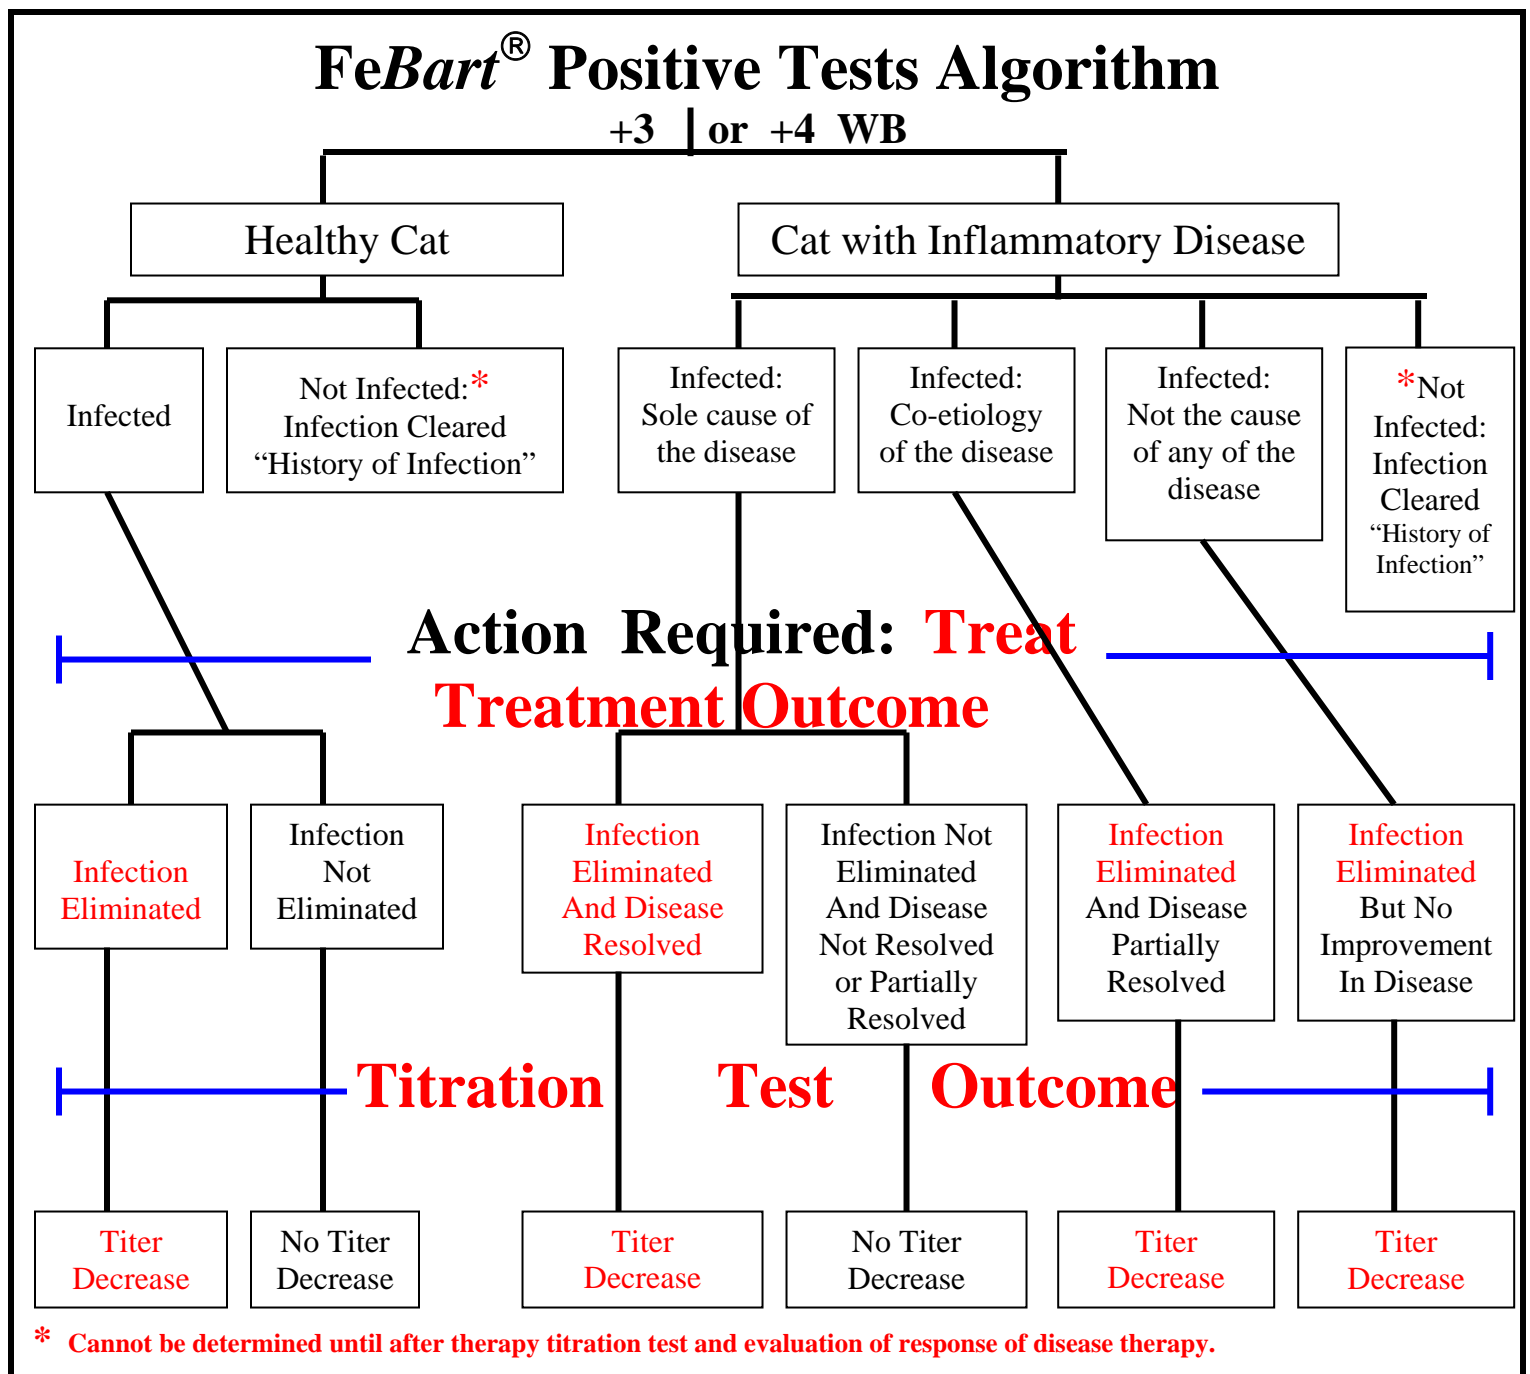 FeBart® Positive Tests Algorithm
+3 or +4 WB
Healthy Cat
Cat with Inflammatory Disease
Infected
Not Infected:*
Infection Cleared
“History of Infection”
Infected:
Sole cause of
the disease
Infected:
Co-etiology
of the disease
Infected:
Not the cause
of any of the
disease
*Not
Infected:
Infection
Cleared
“History of
Infection”
Action Required: Treat
Treatment Outcome
Infection
Eliminated
Infection
Not
Eliminated
Infection
Eliminated
And Disease
Resolved
Infection Not
Eliminated
And Disease
Not Resolved
or Partially
Resolved
Infection
Eliminated
And Disease
Partially
Resolved
Infection
Eliminated
But No
Improvement
In Disease
Titration Test Outcome
Titer
Decrease
No Titer
Decrease
Titer
Decrease
No Titer
Decrease
Titer
Decrease
Titer
Decrease
* Cannot be determined until after therapy titration test and evaluation of response of disease therapy.